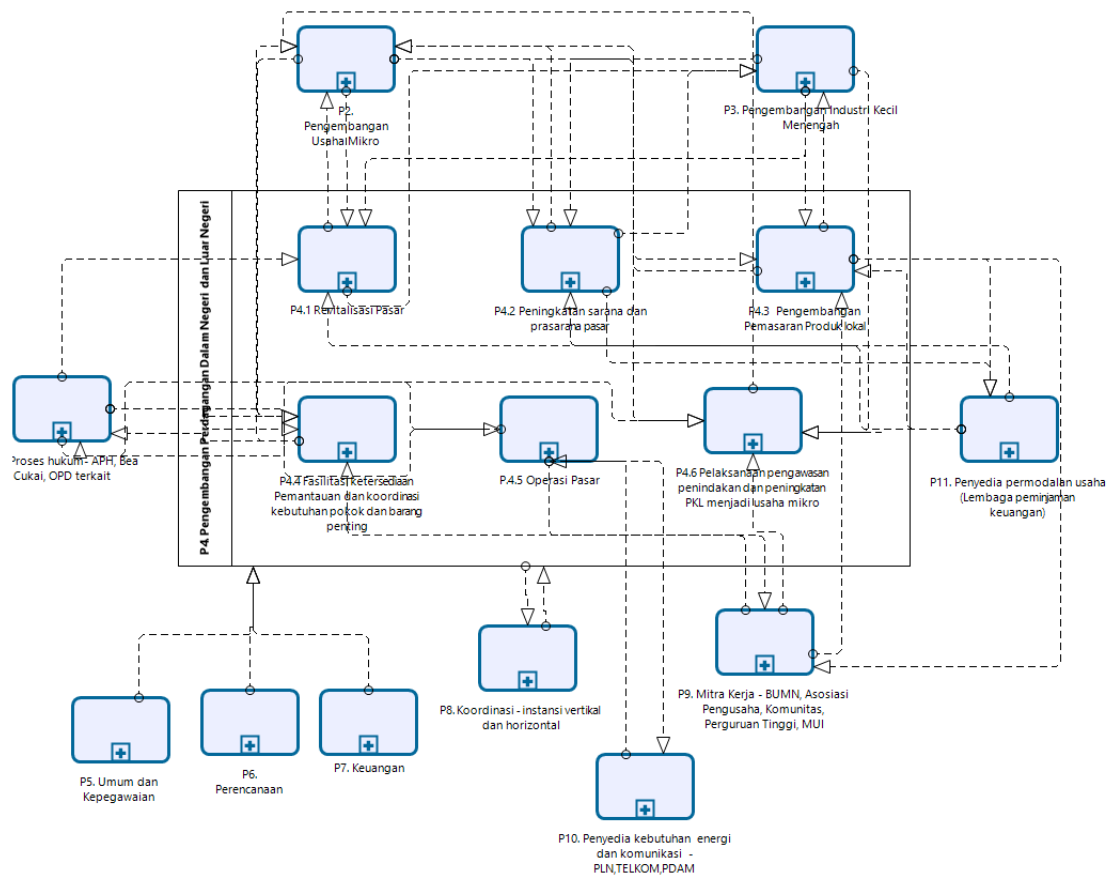 P2.
Pengembangan
Usaha Mikro
P3. Pengembangan Industri Kecil
Menengah
P4. Pengembangan Perdagangan Dalam Negeri dan Luar Negeri
P4.1 Revitalisasi Pasar
P4.2 Peningkatan sarana dan
prasarana pasar
P4.3 Pengembangan
Pemasaran Produk lokal
Proses hukum - APH, Bea
Cukai, OPD terkait
P4.4 Fasilitasi ketersediaan
Pemantauan dan koordinasi
kebutuhan pokok dan barang
penting
P.4.5 Operasi Pasar
P4.6 Pelaksanaan pengawasan
penindakan dan peningkatan
PKL menjadi usaha mikro
P11. Penyedia permodalan usaha
(Lembaga peminjaman
keuangan)
P5. Umum dan
Kepegawaian
P6.
Perencanaan
P7. Keuangan
P8. Koordinasi - instansi vertikal
dan horizontal
P9. Mitra Kerja - BUMN, Asosiasi
Pengusaha, Komunitas,
Perguruan Tinggi, MUI
P10. Penyedia kebutuhan energi
dan komunikasi -
PLN,TELKOM,PDAM